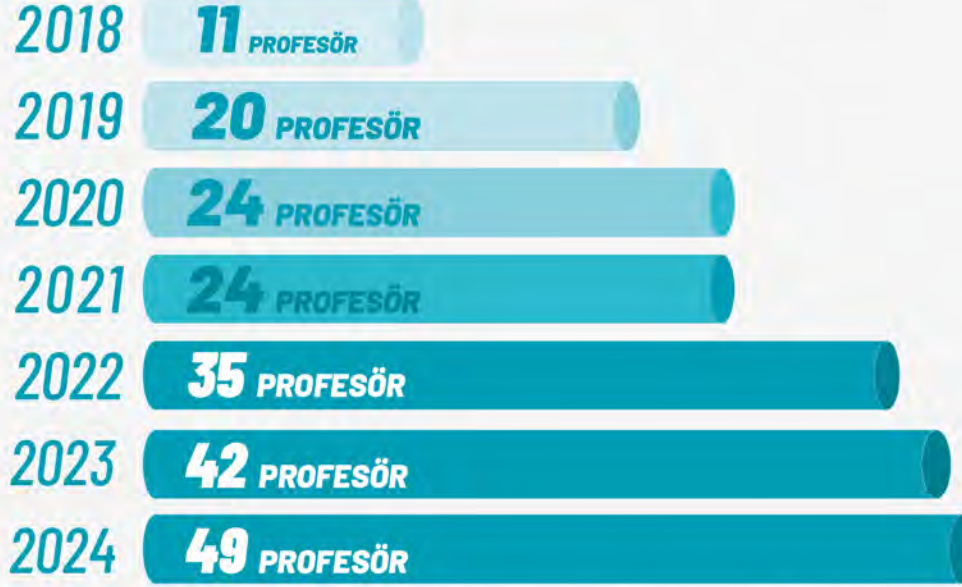 2018 11 PROFESÖR
2019 20 PROFESÖR
2020 24 PROFESÖR
2021 24 PROFESÖR
2022 35 PROFESÖR
2023 42 PROFESÖR
2024 49 PROFESÖR